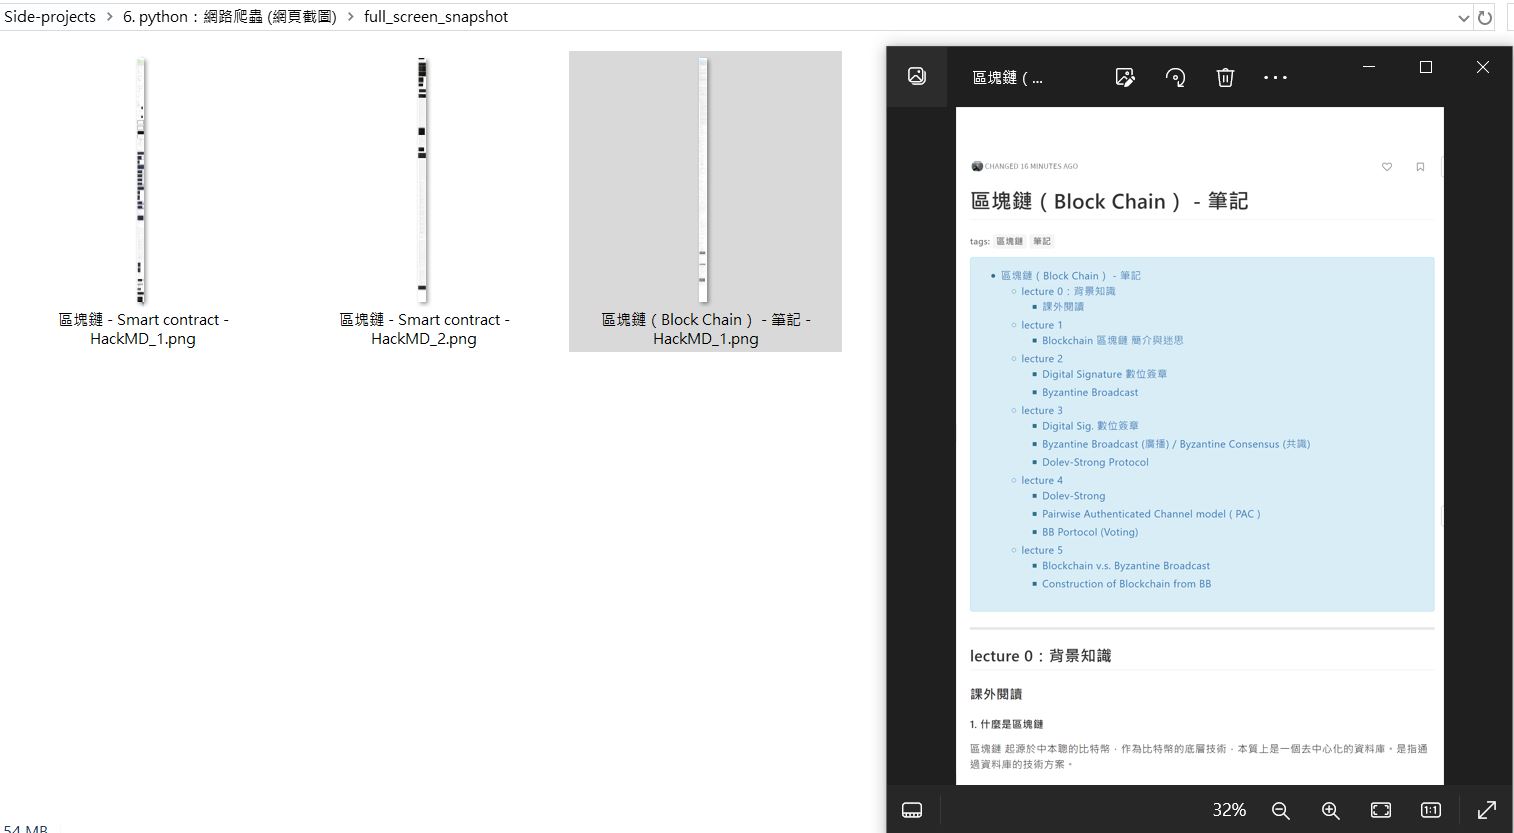 Side-projects > 6. python：網路爬蟲 (網頁截圖) > full_screen_snapshot
區塊鏈 - Smart contract -
HackMD_1.png
區塊鏈 - Smart contract -
HackMD_2.png
區塊鏈（Block Chain） - 筆記 -
HackMD_1.png
區塊鏈（...
CHANGED 16 MINUTES AGO
區塊鏈（Block Chain） - 筆記
tags: 區塊鏈 筆記
區塊鏈（Block Chain） - 筆記
lecture 0：背景知識
課外閱讀
lecture 1
Blockchain 區塊鏈 簡介與迷思
lecture 2
Digital Signature 數位簽章
Byzantine Broadcast
lecture 3
Digital Sig. 數位簽章
Byzantine Broadcast (廣播) / Byzantine Consensus (共識)
Dolev-Strong Protocol
lecture 4
Dolev-Strong
Pairwise Authenticated Channel model ( PAC )
BB Portocol (Voting)
lecture 5
Blockchain v.s. Byzantine Broadcast
Construction of Blockchain from BB
lecture 0：背景知識
課外閱讀
1. 什麼是區塊鏈
區塊鏈 起源於中本聰的比特幣，作為比特幣的底層技術，本質上是一個去中心化的資料庫。是指通
過資料庫的技術方案。
32%
1:1
54 MB